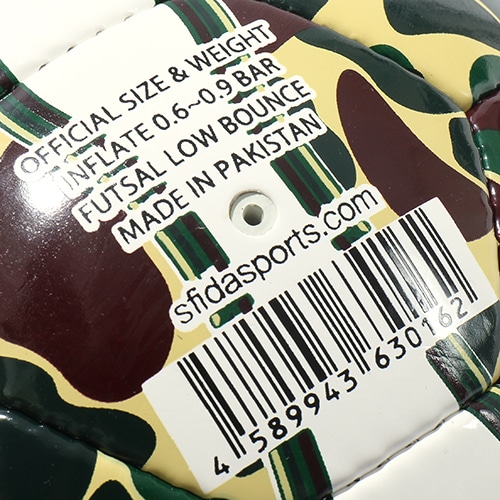 OFFICIAL SIZE & WEIGHT
INFLATE 0.6~0.9 BAR
FUTSAL LOW BOUNCE
MADE IN PAKISTAN
sfidasports.com
4 589943 630162